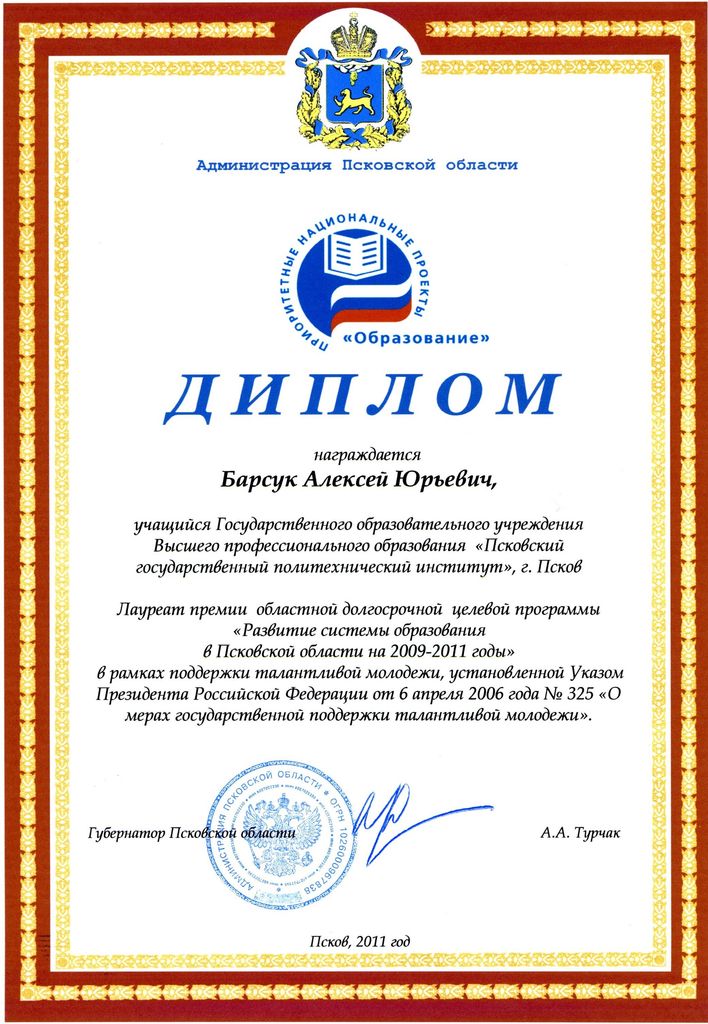 Администрация Псковской области
ПРИОРИТЕТНЫЕ НАЦИОНАЛЬНЫЕ ПРОЕКТЫ
«Образование»
ДИПЛОМ
награждается
Барсук Алексей Юрьевич,
учащийся Государственного образовательного учреждения
Высшего профессионального образования «Псковский
государственный политехнический институт», г. Псков
Лауреат премии областной долгосрочной целевой программы
«Развитие системы образования
в Псковской области на 2009-2011 годы»
в рамках поддержки талантливой молодежи, установленной Указом
Президента Российской Федерации от 6 апреля 2006 года № 325 «О
мерах государственной поддержки талантливой молодежи».
АДМИНИСТРАЦИЯ ПСКОВСКОЙ ОБЛАСТИ * ОГРН 1026000967838
Губернатор Псковской области
А.А. Турчак
Псков, 2011 год